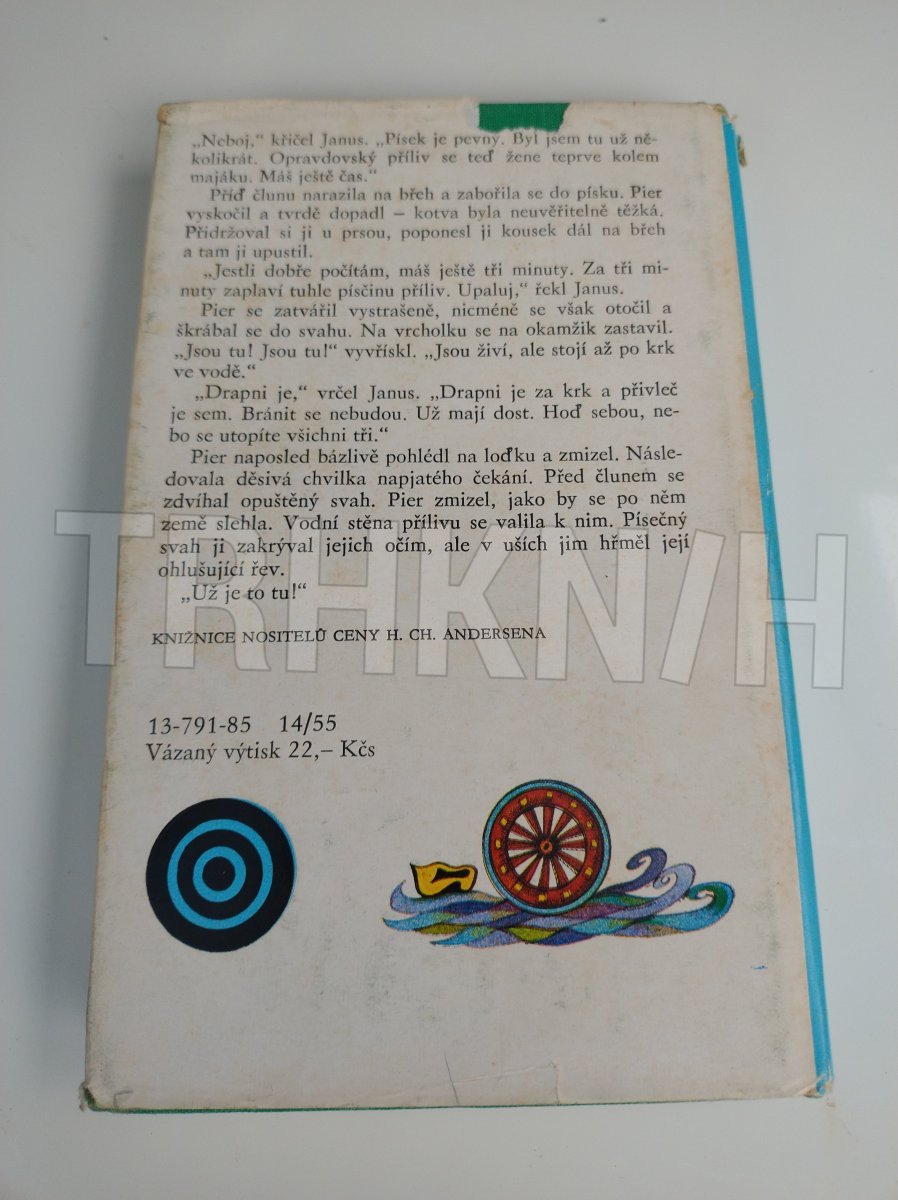 „Neboj,“ křičel Janus. „Písek je pevný. Byl jsem tu už ně-
kolikrát. Opravdovský příliv se teď žene teprve kolem
majáku. Máš ještě čas.“
Příď člunu narazila na břeh a zabořila se do písku. Pier
vyskočil a tvrdě dopadl – kotva byla neuvěřitelně těžká.
Přidržoval si ji u prsou, poponesl ji kousek dál na břeh
a tam ji upustil.
„Jestli dobře počítám, máš ještě tři minuty. Za tři mi-
nuty zaplaví tuhle písčinu příliv. Upaluj,“ řekl Janus.
Pier se zatvářil vystrašeně, nicméně se však otočil a
škrábal se do svahu. Na vrcholku se na okamžik zastavil.
„Jsou tu! Jsou tu!“ vyvřískl. „Jsou živí, ale stojí až po krk
ve vodě.“
„Drapni je,“ vrčel Janus. „Drapni je za krk a přivleč
je sem. Bránit se nebudou. Už mají dost. Hoď sebou, ne-
bo se utopíte všichni tři.“
Pier naposled bázlivě pohlédl na loďku a zmizel. Násle-
dovala děsivá chvilka napjatého čekání. Před člunem se
zdvíhal opuštěný svah. Pier zmizel, jako by se po něm
země slehla. Vodní stěna přílivu se valila k nim. Písečný
svah ji zakrýval jejich očím, ale v uších jim hřměl její
ohlušující řev.
„Už je to tu!“
KNIŽNICE NOSITELŮ CENY H. CH. ANDERSENA
13-791-85 14/55
Vázaný výtisk 22,– Kčs
TRHKNIH